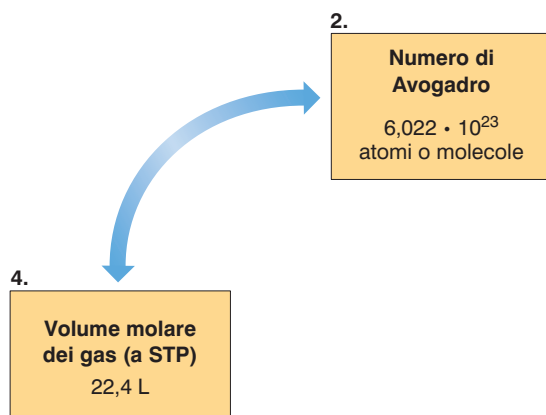 2.
Numero di
Avogadro
6,022 • 10²³
atomi o molecole
4.
Volume molare
dei gas (a STP)
22,4 L